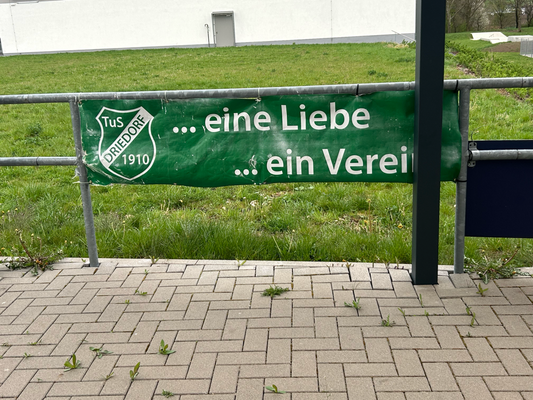 TuS
DRIEDORF
1910
... eine Liebe
... ein Verei